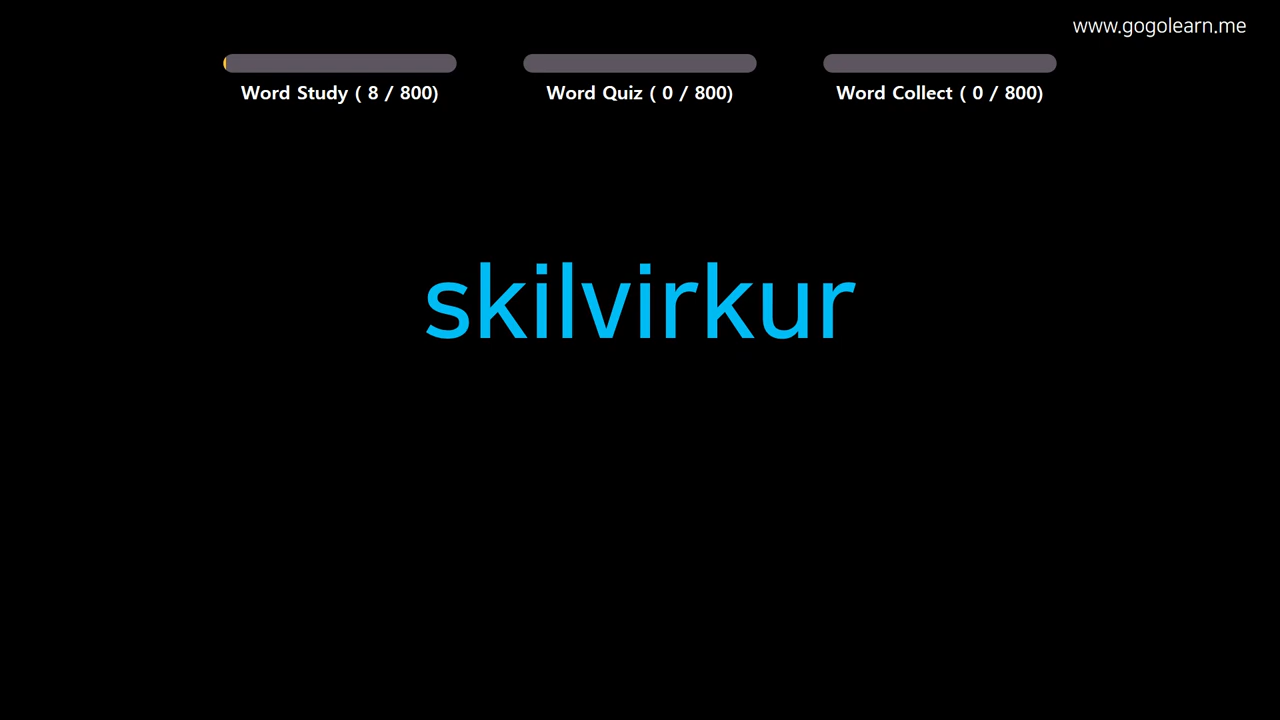 www.gogolearn.me
Word Study ( 8 / 800)
Word Quiz ( 0 / 800)
Word Collect ( 0 / 800)
skilvirkur